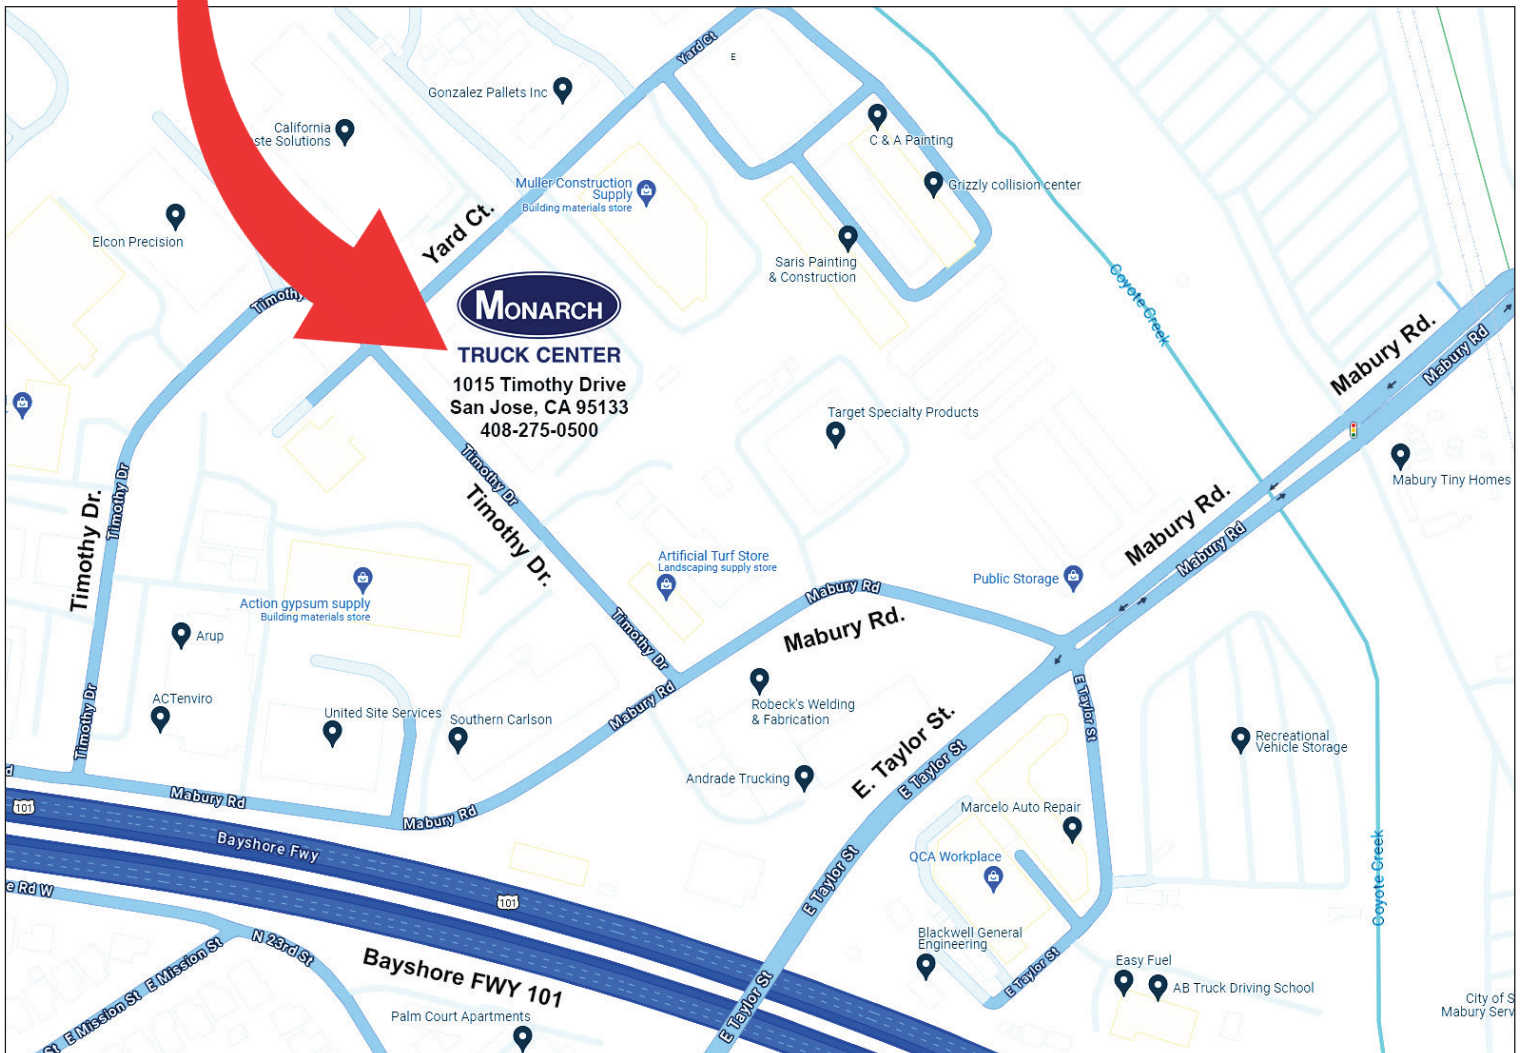 Yard Ct
E
Gonzalez Pallets Inc
California
ste Solutions
C & A Painting
Grizzly collision center
Muller Construction
Supply
Building materials store
Elcon Precision
Yard Ct.
Saris Painting
& Construction
Coyote Creek
Timothy
MONARCH
TRUCK CENTER
1015 Timothy Drive
San Jose, CA 95133
408-275-0500
Mabury Rd.
Mabury Rd
Target Specialty Products
Mabury Tiny Homes
Timothy Dr
Timothy Dr.
Timothy Dr
Timothy Dr.
Mabury Rd.
Mabury Rd
Artificial Turf Store
Landscaping supply store
Public Storage
Mabury Rd
Mabury Rd.
Action gypsum supply
Building materials store
Arup
Timothy Dr
ACTenviro
Timothy Dr
United Site Services
Southern Carlson
Mabury Rd
Robeck's Welding
& Fabrication
E Taylor St
E. Taylor St.
E Taylor St
Recreational
Vehicle Storage
Andrade Trucking
d
101
Mabury Rd
Mabury Rd
Bayshore Fwy
Marcelo Auto Repair
QCA Workplace
E Taylor St
Coyote Creek
e Rd W
101
N 23rd St
E Mission St
E Mission St
St
Bayshore FWY 101
Blackwell General
Engineering
E Taylor St
E Taylor St
Easy Fuel
AB Truck Driving School
City of S
Mabury Serv
Palm Court Apartments